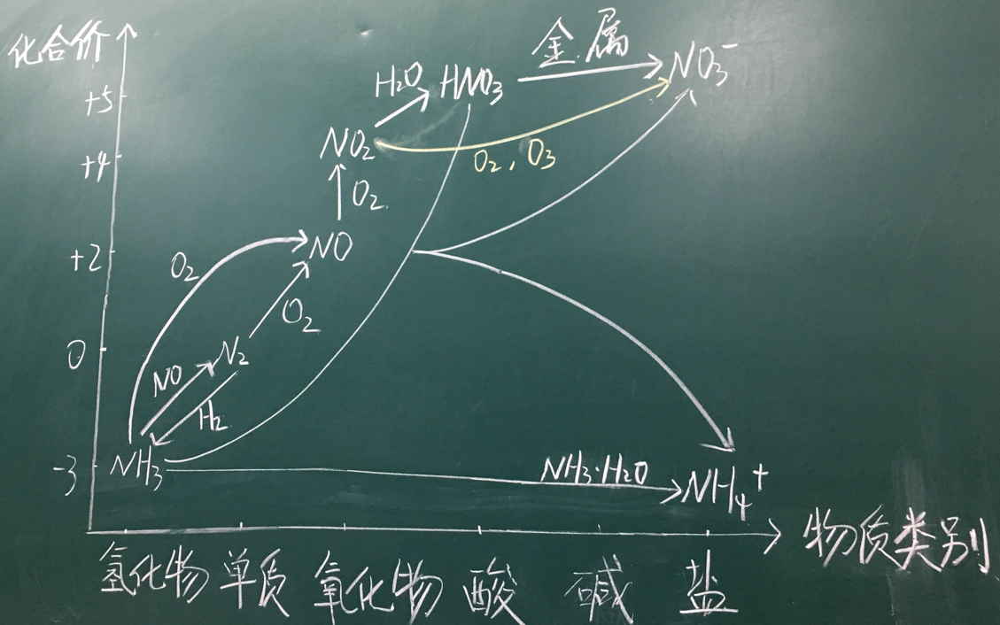 化合价
金属
H₂O
HNO₃
NO₃⁻
+5
NO₂
+4
O₂, O₃
O₂
NO
+2
O₂
O₂
0
N₂
NO
H₂
-3
NH₃
NH₃·H₂O
NH₄⁺
物质类别
氢化物 单质 氧化物 酸 碱 盐